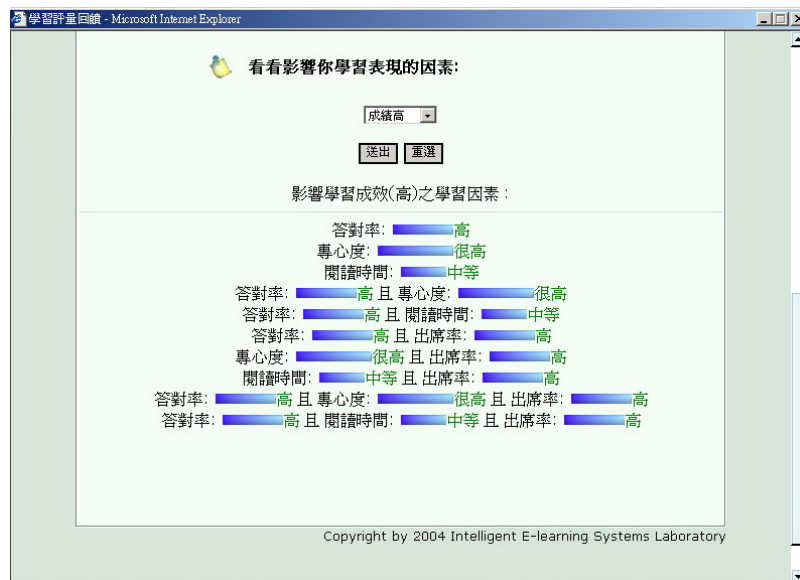 學習評量回饋 - Microsoft Internet Explorer
看看影響你學習表現的因素:
成績高
送出 重選
影響學習成效(高)之學習因素：
答對率: 高
專心度: 很高
閱讀時間: 中等
答對率: 高 且 專心度: 很高
答對率: 高 且 閱讀時間: 中等
答對率: 高 且 出席率: 高
專心度: 很高 且 出席率: 高
閱讀時間: 中等 且 出席率: 高
答對率: 高 且 專心度: 很高 且 出席率: 高
答對率: 高 且 閱讀時間: 中等 且 出席率: 高
Copyright by 2004 Intelligent E-learning Systems Laboratory